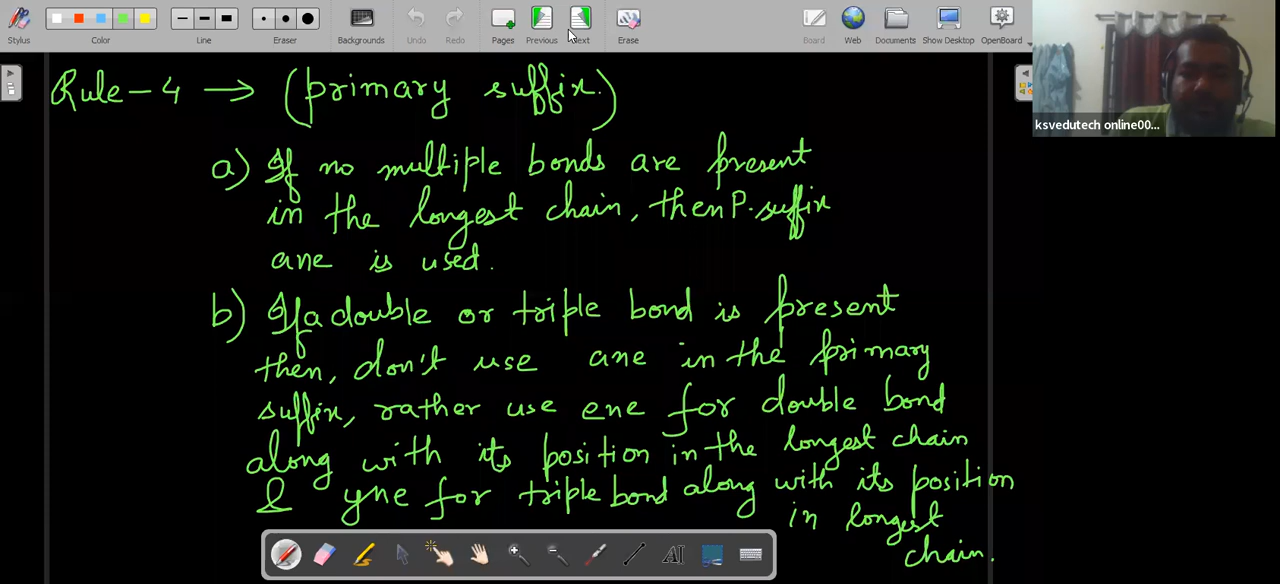 Stylus
Color
Line
Eraser
Backgrounds
Undo
Redo
Pages
Previous
Next
Erase
Board
Web
Documents
Show Desktop
OpenBoard
ksvedutech online00...
Rule-4 → (primary suffix.)
a) If no multiple bonds are present
in the longest chain, then P. suffix
ane is used.
b) If a double or triple bond is present
then, don't use ane in the primary
suffix, rather use ene for double bond
along with its position in the longest chain
& yne for triple bond along with its position
in longest
chain.
AI